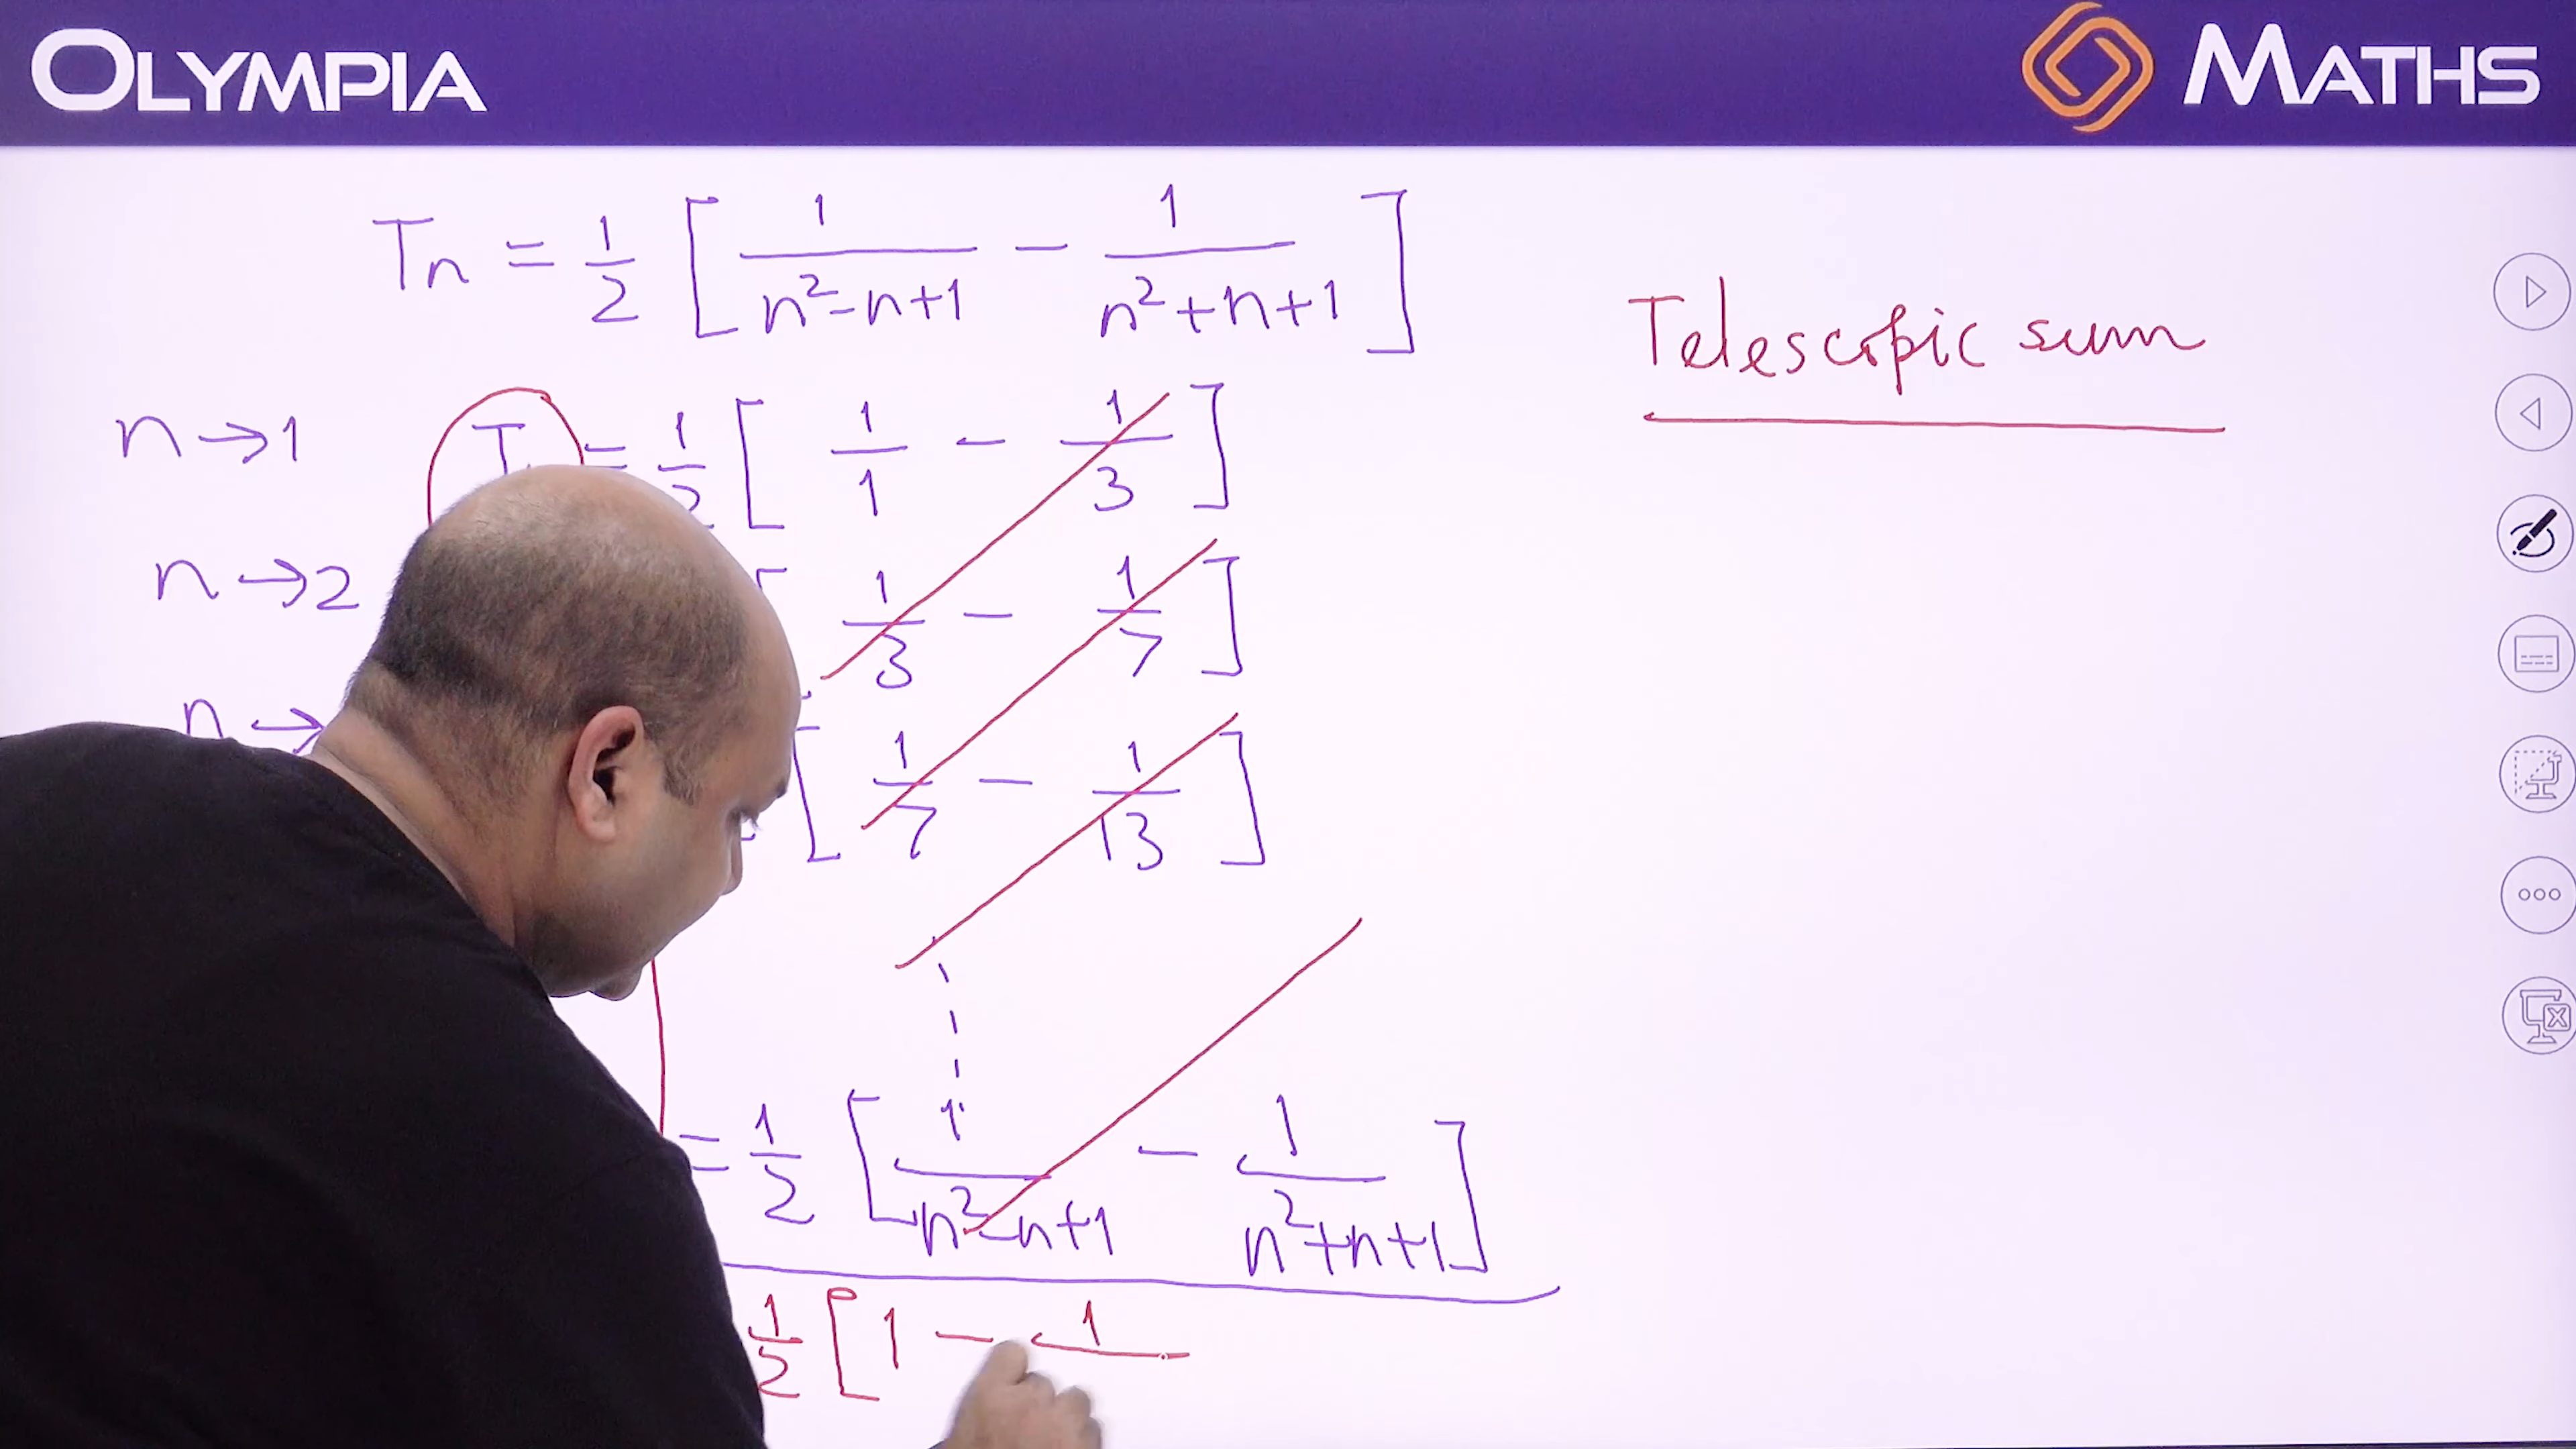 OLYMPIA
MATHS
Tn = 1/2 [ 1/(n²-n+1) - 1/(n²+n+1) ]
Telescopic sum
n→1 T = 1/2 [ 1/1 - 1/3 ]
n→2 [ 1/3 - 1/7 ]
n→ [ 1/7 - 1/13 ]
= 1/2 [ 1/(n²-n+1) - 1/(n²+n+1) ]
1/2 [ 1 - 1/